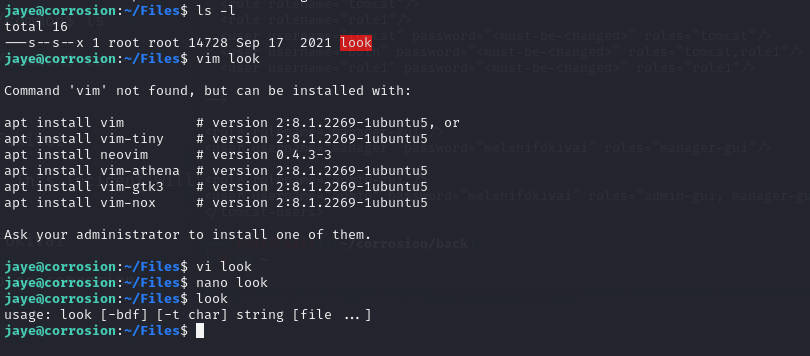 jaye@corrosion:~/Files$ ls -l
total 16
---s--s--x 1 root root 14728 Sep 17  2021 look
jaye@corrosion:~/Files$ vim look

Command 'vim' not found, but can be installed with:

apt install vim         # version 2:8.1.2269-1ubuntu5, or
apt install vim-tiny    # version 2:8.1.2269-1ubuntu5
apt install neovim      # version 0.4.3-3
apt install vim-athena  # version 2:8.1.2269-1ubuntu5
apt install vim-gtk3    # version 2:8.1.2269-1ubuntu5
apt install vim-nox     # version 2:8.1.2269-1ubuntu5

Ask your administrator to install one of them.

jaye@corrosion:~/Files$ vi look
jaye@corrosion:~/Files$ nano look
jaye@corrosion:~/Files$ look
usage: look [-bdf] [-t char] string [file ...]
jaye@corrosion:~/Files$